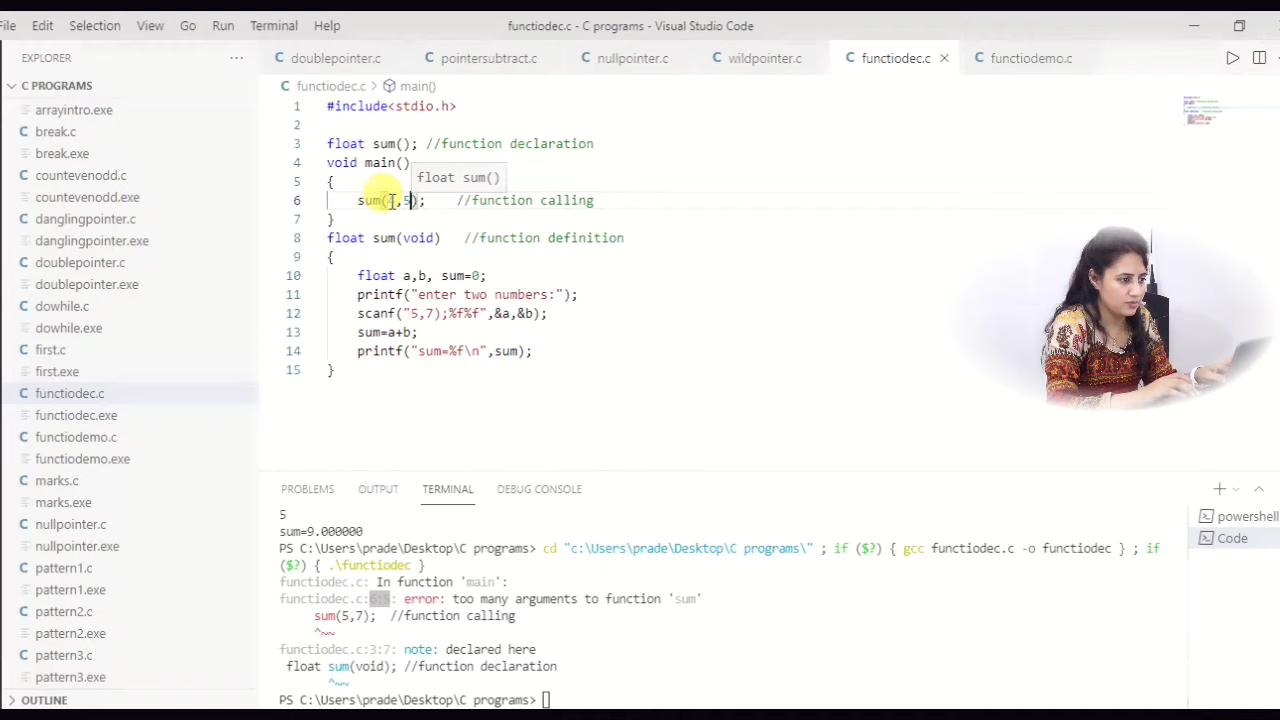 File Edit Selection View Go Run Terminal Help functiodec.c - C programs - Visual Studio Code
EXPLORER
C PROGRAMS
arrayintro.exe
break.c
break.exe
countevenodd.c
countevenodd.exe
danglingpointer.c
danglingpointer.exe
doublepointer.c
doublepointer.exe
dowhile.c
dowhile.exe
first.c
first.exe
functiodec.c
functiodec.exe
functiodemo.c
functiodemo.exe
marks.c
marks.exe
nullpointer.c
nullpointer.exe
pattern1.c
pattern1.exe
pattern2.c
pattern2.exe
pattern3.c
pattern3.exe
OUTLINE
doublepointer.c pointersubtract.c nullpointer.c wildpointer.c functiodec.c functiodemo.c
functiodec.c > main()
1 #include<stdio.h>
2
3 float sum(); //function declaration
4 void main()
float sum()
5 {
6 sum(4,5); //function calling
7 }
8 float sum(void) //function definition
9 {
10 float a,b, sum=0;
11 printf("enter two numbers:");
12 scanf("5,7);%f%f",&a,&b);
13 sum=a+b;
14 printf("sum=%f\n",sum);
15 }
PROBLEMS OUTPUT TERMINAL DEBUG CONSOLE
5
sum=9.000000
PS C:\Users\prade\Desktop\C programs> cd "c:\Users\prade\Desktop\C programs\" ; if ($?) { gcc functiodec.c -o functiodec } ; if
($?) { .\functiodec }
functiodec.c: In function 'main':
functiodec.c:6:5: error: too many arguments to function 'sum'
sum(5,7); //function calling
^~~
functiodec.c:3:7: note: declared here
float sum(void); //function declaration
^~~
PS C:\Users\prade\Desktop\C programs>
powershell
Code